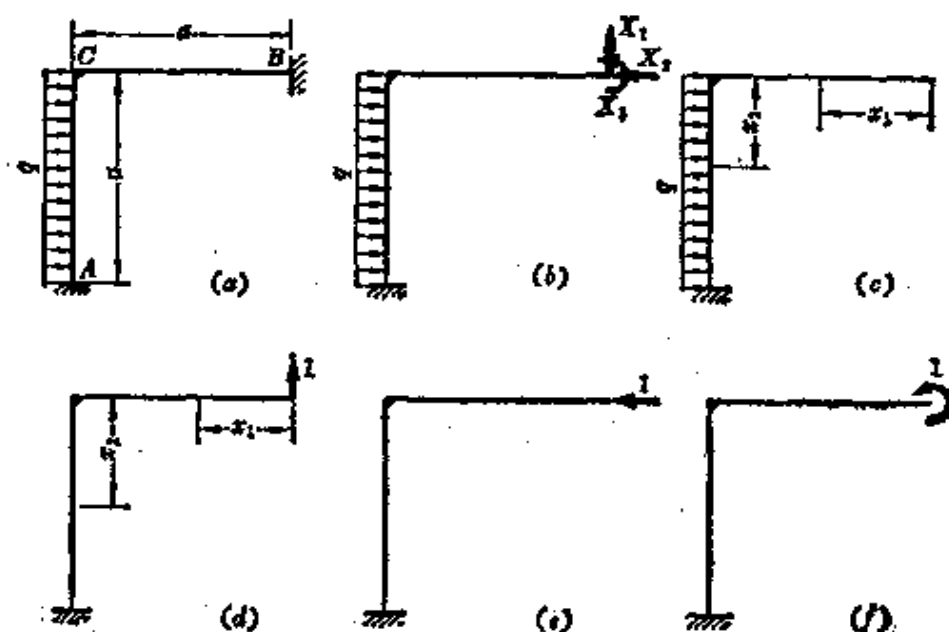 a
C B
q a
A
(a)
X₁
X₂
X₃
q
(b)
x₂ x₁
q
(c)
1
x₁
x₂
(d)
1
(e)
1
(f)